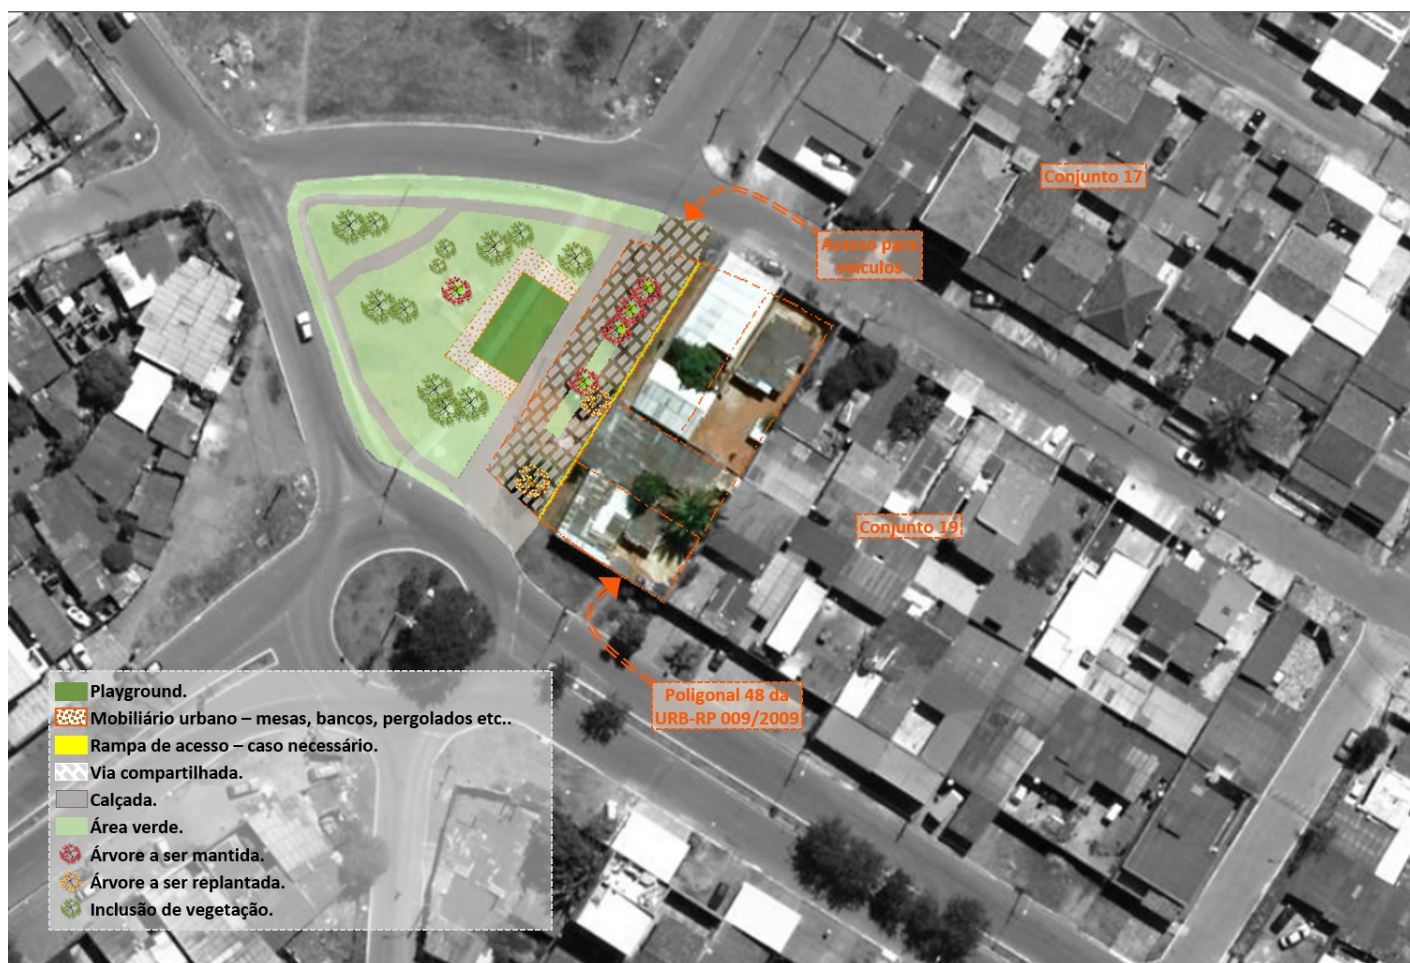 Conjunto 17
Acesso para
veículos
Conjunto 19
Poligonal 48 da
URB-RP 009/2009
Playground.
Mobiliário urbano – mesas, bancos, pergolados etc..
Rampa de acesso – caso necessário.
Via compartilhada.
Calçada.
Área verde.
Árvore a ser mantida.
Árvore a ser replantada.
Inclusão de vegetação.